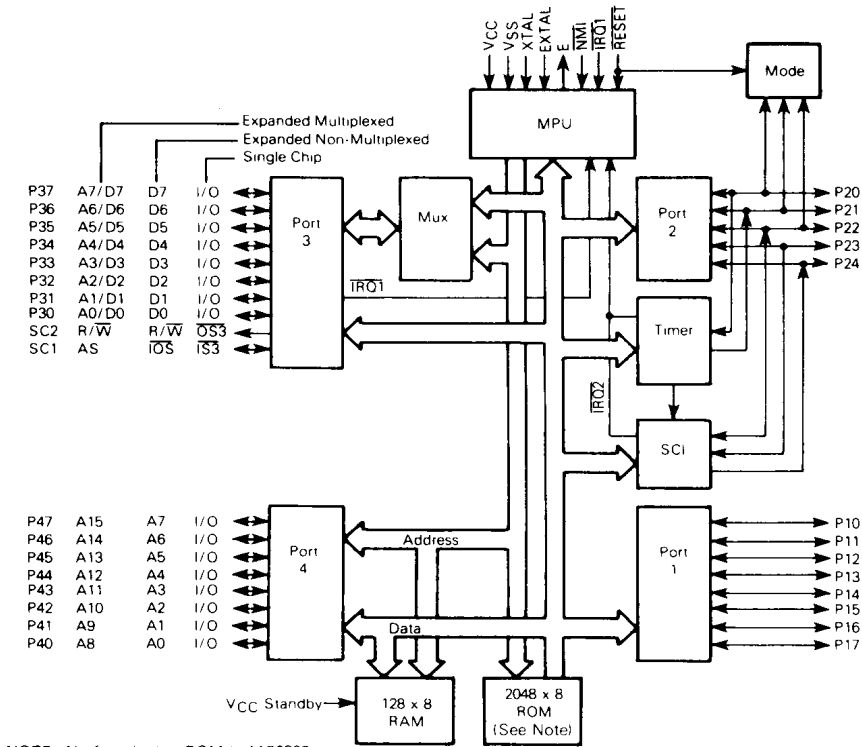 VCC
VSS
XTAL
EXTAL
E
NMI
IRQ1
RESET
Mode
MPU
Expanded Multiplexed
Expanded Non-Multiplexed
Single Chip
P37 A7/D7 D7 I/O
P36 A6/D6 D6 I/O
P35 A5/D5 D5 I/O
P34 A4/D4 D4 I/O
P33 A3/D3 D3 I/O
P32 A2/D2 D2 I/O
P31 A1/D1 D1 I/O
P30 A0/D0 D0 I/O
SC2 R/W R/W OS3
SC1 AS IOS IS3
Port
3
Mux
IRQ1
Port
2
P20
P21
P22
P23
P24
Timer
IRQ2
SCI
P47 A15 A7 I/O
P46 A14 A6 I/O
P45 A13 A5 I/O
P44 A12 A4 I/O
P43 A11 A3 I/O
P42 A10 A2 I/O
P41 A9 A1 I/O
P40 A8 A0 I/O
Port
4
Address
Data
Port
1
P10
P11
P12
P13
P14
P15
P16
P17
VCC Standby
128 x 8
RAM
2048 x 8
ROM
(See Note)